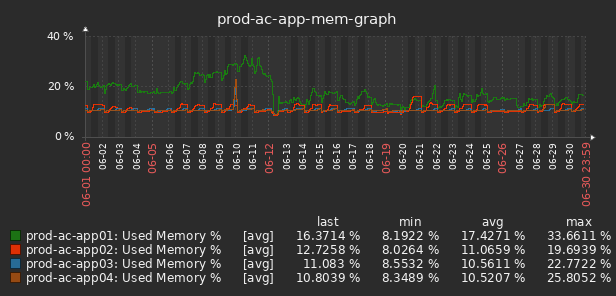 prod-ac-app-mem-graph
40 %
20 %
0 %
06-01 00:00 06-02 06-03 06-04 06-05 06-06 06-07 06-08 06-09 06-10 06-11 06-12 06-13 06-14 06-15 06-16 06-17 06-18 06-19 06-20 06-21 06-22 06-23 06-24 06-25 06-26 06-27 06-28 06-29 06-30 06-30 23:59
last min avg max
prod-ac-app01: Used Memory % [avg] 16.3714 % 8.1922 % 17.4271 % 33.6611 %
prod-ac-app02: Used Memory % [avg] 12.7258 % 8.0264 % 11.0659 % 19.6939 %
prod-ac-app03: Used Memory % [avg] 11.083 % 8.5532 % 10.5611 % 22.7722 %
prod-ac-app04: Used Memory % [avg] 10.8039 % 8.3489 % 10.5207 % 25.8052 %